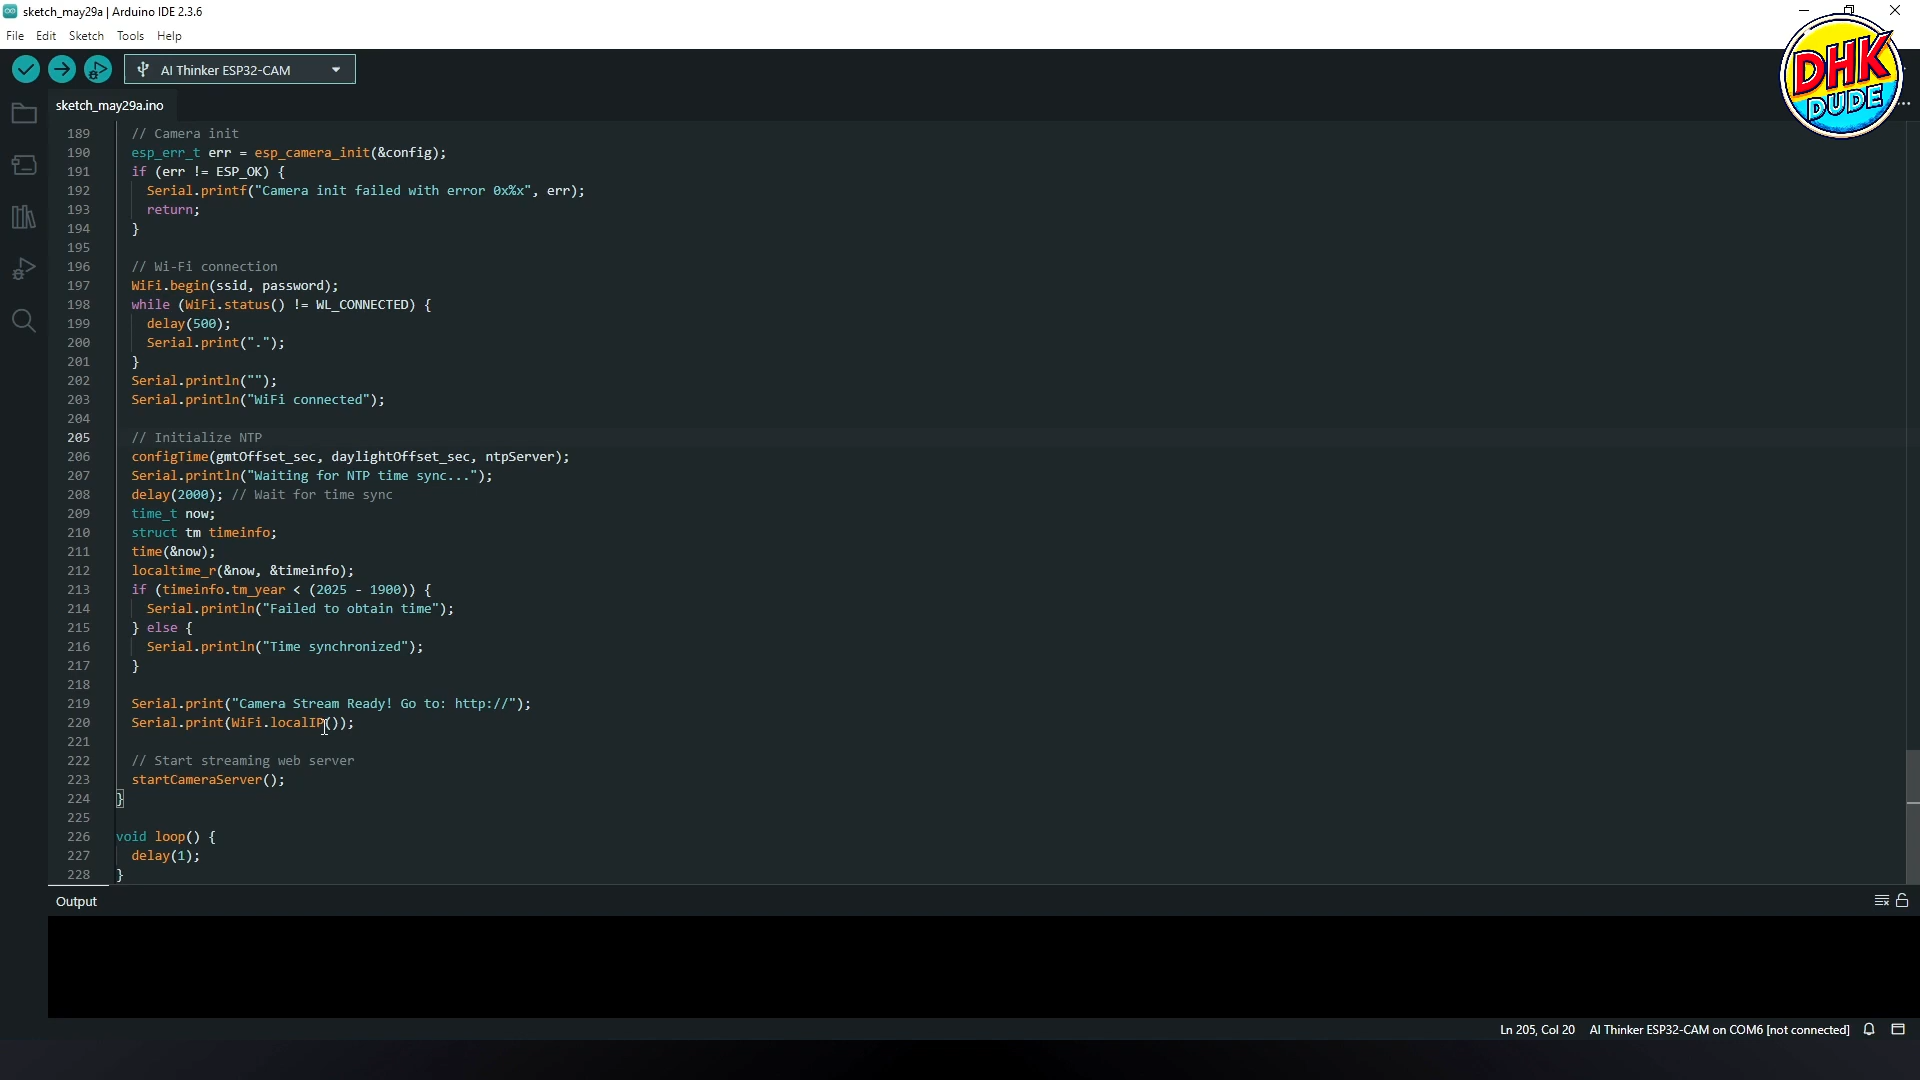 sketch_may29a | Arduino IDE 2.3.6
File Edit Sketch Tools Help
AI Thinker ESP32-CAM
DHK
DUDE
sketch_may29a.ino
189 // Camera init
190 esp_err_t err = esp_camera_init(&config);
191 if (err != ESP_OK) {
192 Serial.printf("Camera init failed with error 0x%x", err);
193 return;
194 }
195
196 // Wi-Fi connection
197 WiFi.begin(ssid, password);
198 while (WiFi.status() != WL_CONNECTED) {
199 delay(500);
200 Serial.print(".");
201 }
202 Serial.println("");
203 Serial.println("WiFi connected");
204
205 // Initialize NTP
206 configTime(gmtOffset_sec, daylightOffset_sec, ntpServer);
207 Serial.println("Waiting for NTP time sync...");
208 delay(2000); // Wait for time sync
209 time_t now;
210 struct tm timeinfo;
211 time(&now);
212 localtime_r(&now, &timeinfo);
213 if (timeinfo.tm_year < (2025 - 1900)) {
214 Serial.println("Failed to obtain time");
215 } else {
216 Serial.println("Time synchronized");
217 }
218
219 Serial.print("Camera Stream Ready! Go to: http://");
220 Serial.print(WiFi.localIP());
221
222 // Start streaming web server
223 startCameraServer();
224 }
225
226 void loop() {
227 delay(1);
228 }
Output
Ln 205, Col 20 AI Thinker ESP32-CAM on COM6 [not connected]